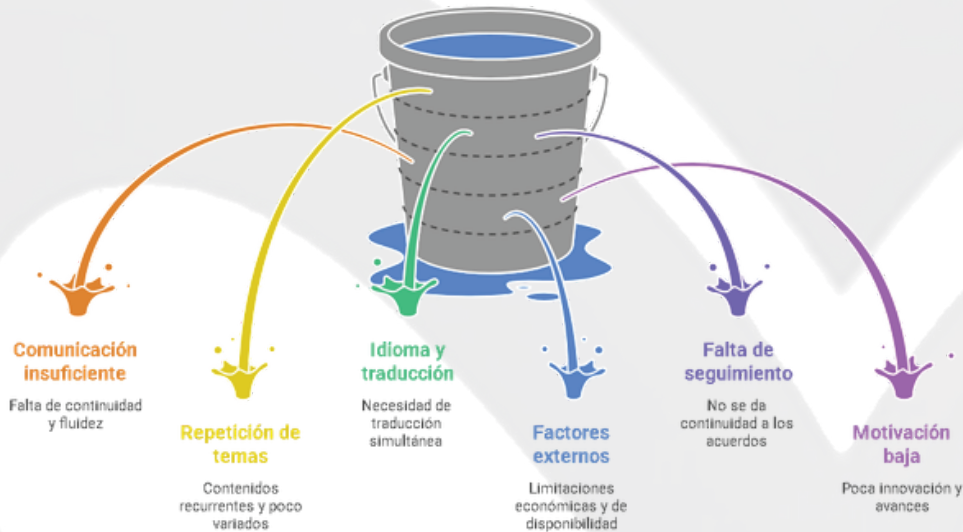 Comunicación
insuficiente
Falta de continuidad
y fluidez
Repetición de
temas
Contenidos
recurrentes y poco
variados
Idioma y
traducción
Necesidad de
traducción
simultánea
Factores
externos
Limitaciones
económicas y de
disponibilidad
Falta de
seguimiento
No se da
continuidad a los
acuerdos
Motivación
baja
Poca innovación y
avances